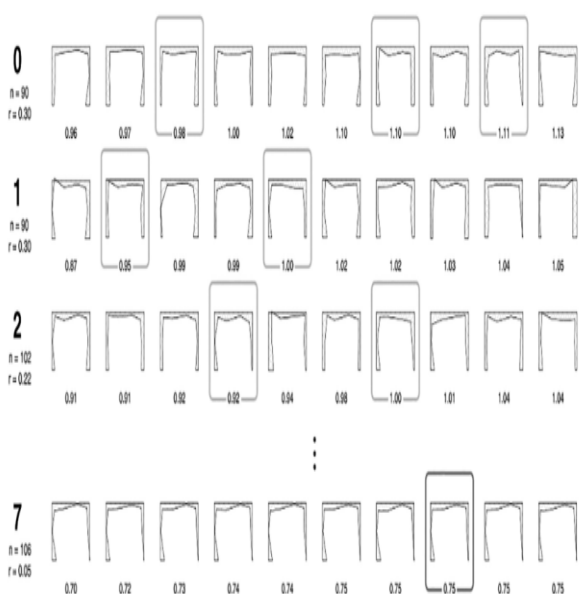 0
n = 90
r = 0.30
0.96 0.97 0.98 1.00 1.02 1.10 1.10 1.10 1.11 1.13
1
n = 90
r = 0.30
0.87 0.95 0.99 0.99 1.00 1.02 1.02 1.03 1.04 1.05
2
n = 102
r = 0.22
0.91 0.91 0.92 0.92 0.94 0.98 1.00 1.01 1.04 1.04
7
n = 106
r = 0.05
0.70 0.72 0.73 0.74 0.74 0.75 0.75 0.75 0.75 0.75